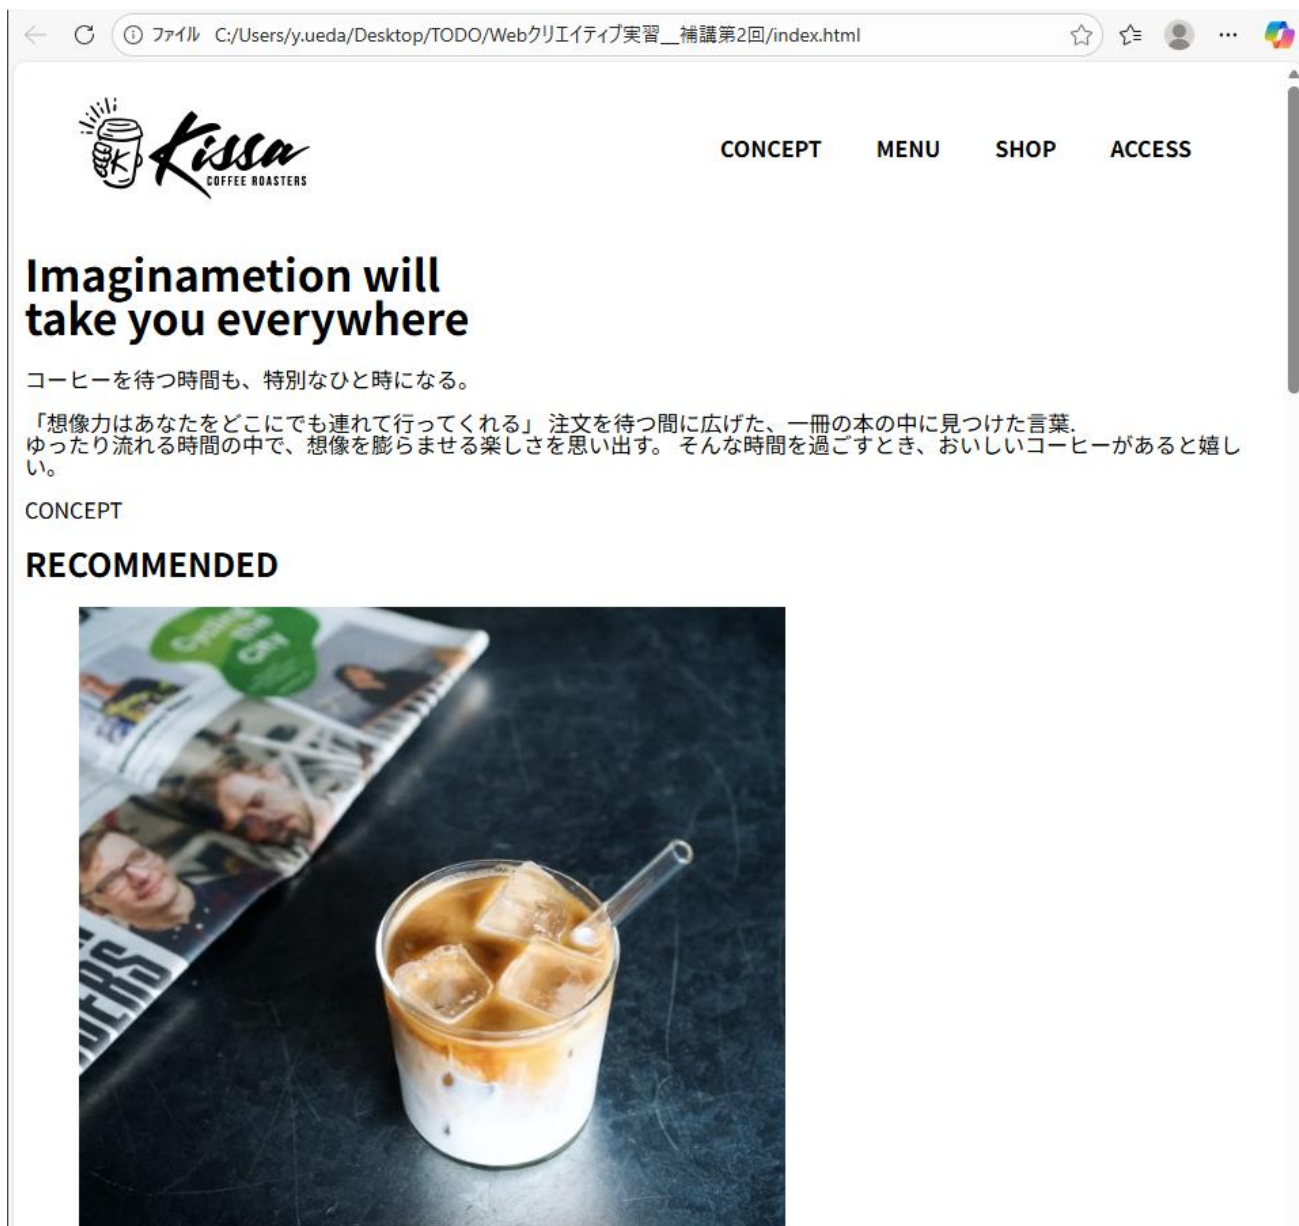 ファイル C:/Users/y.ueda/Desktop/TODO/Webクリエイティブ実習__補講第2回/index.html
K
Kissa
COFFEE ROASTERS
CONCEPT MENU SHOP ACCESS
Imaginametion will
take you everywhere
コーヒーを待つ時間も、特別なひと時になる。
「想像力はあなたをどこにでも連れて行ってくれる」 注文を待つ間に広げた、一冊の本の中に見つけた言葉.
ゆったり流れる時間の中で、想像を膨らませる楽しさを思い出す。 そんな時間を過ごすとき、おいしいコーヒーがあると嬉し
い。
CONCEPT
RECOMMENDED